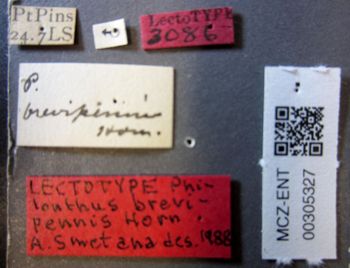 PtPins
24.7LS
LectoTYPE
3086
P.
brevipennis
Horn.
LECTOTYPE Phi-
lonthus brevi-
pennis Horn
A. Smetana des. 1988
MCZ-ENT
00305327